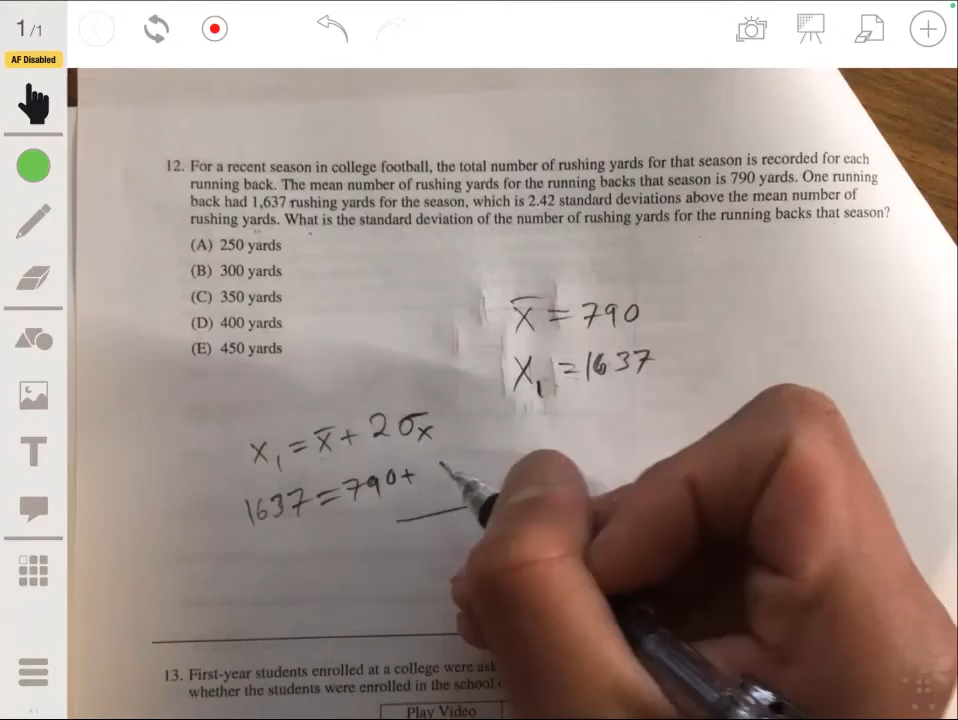 1/1
AF Disabled
12. For a recent season in college football, the total number of rushing yards for that season is recorded for each
running back. The mean number of rushing yards for the running backs that season is 790 yards. One running
back had 1,637 rushing yards for the season, which is 2.42 standard deviations above the mean number of
rushing yards. What is the standard deviation of the number of rushing yards for the running backs that season?
(A) 250 yards
(B) 300 yards
(C) 350 yards
(D) 400 yards
(E) 450 yards
x̄ = 790
x₁ = 1637
x₁ = x̄ + 2σₓ
1637 = 790+
13. First-year students enrolled at a college were ask
whether the students were enrolled in the school
Play Video
T